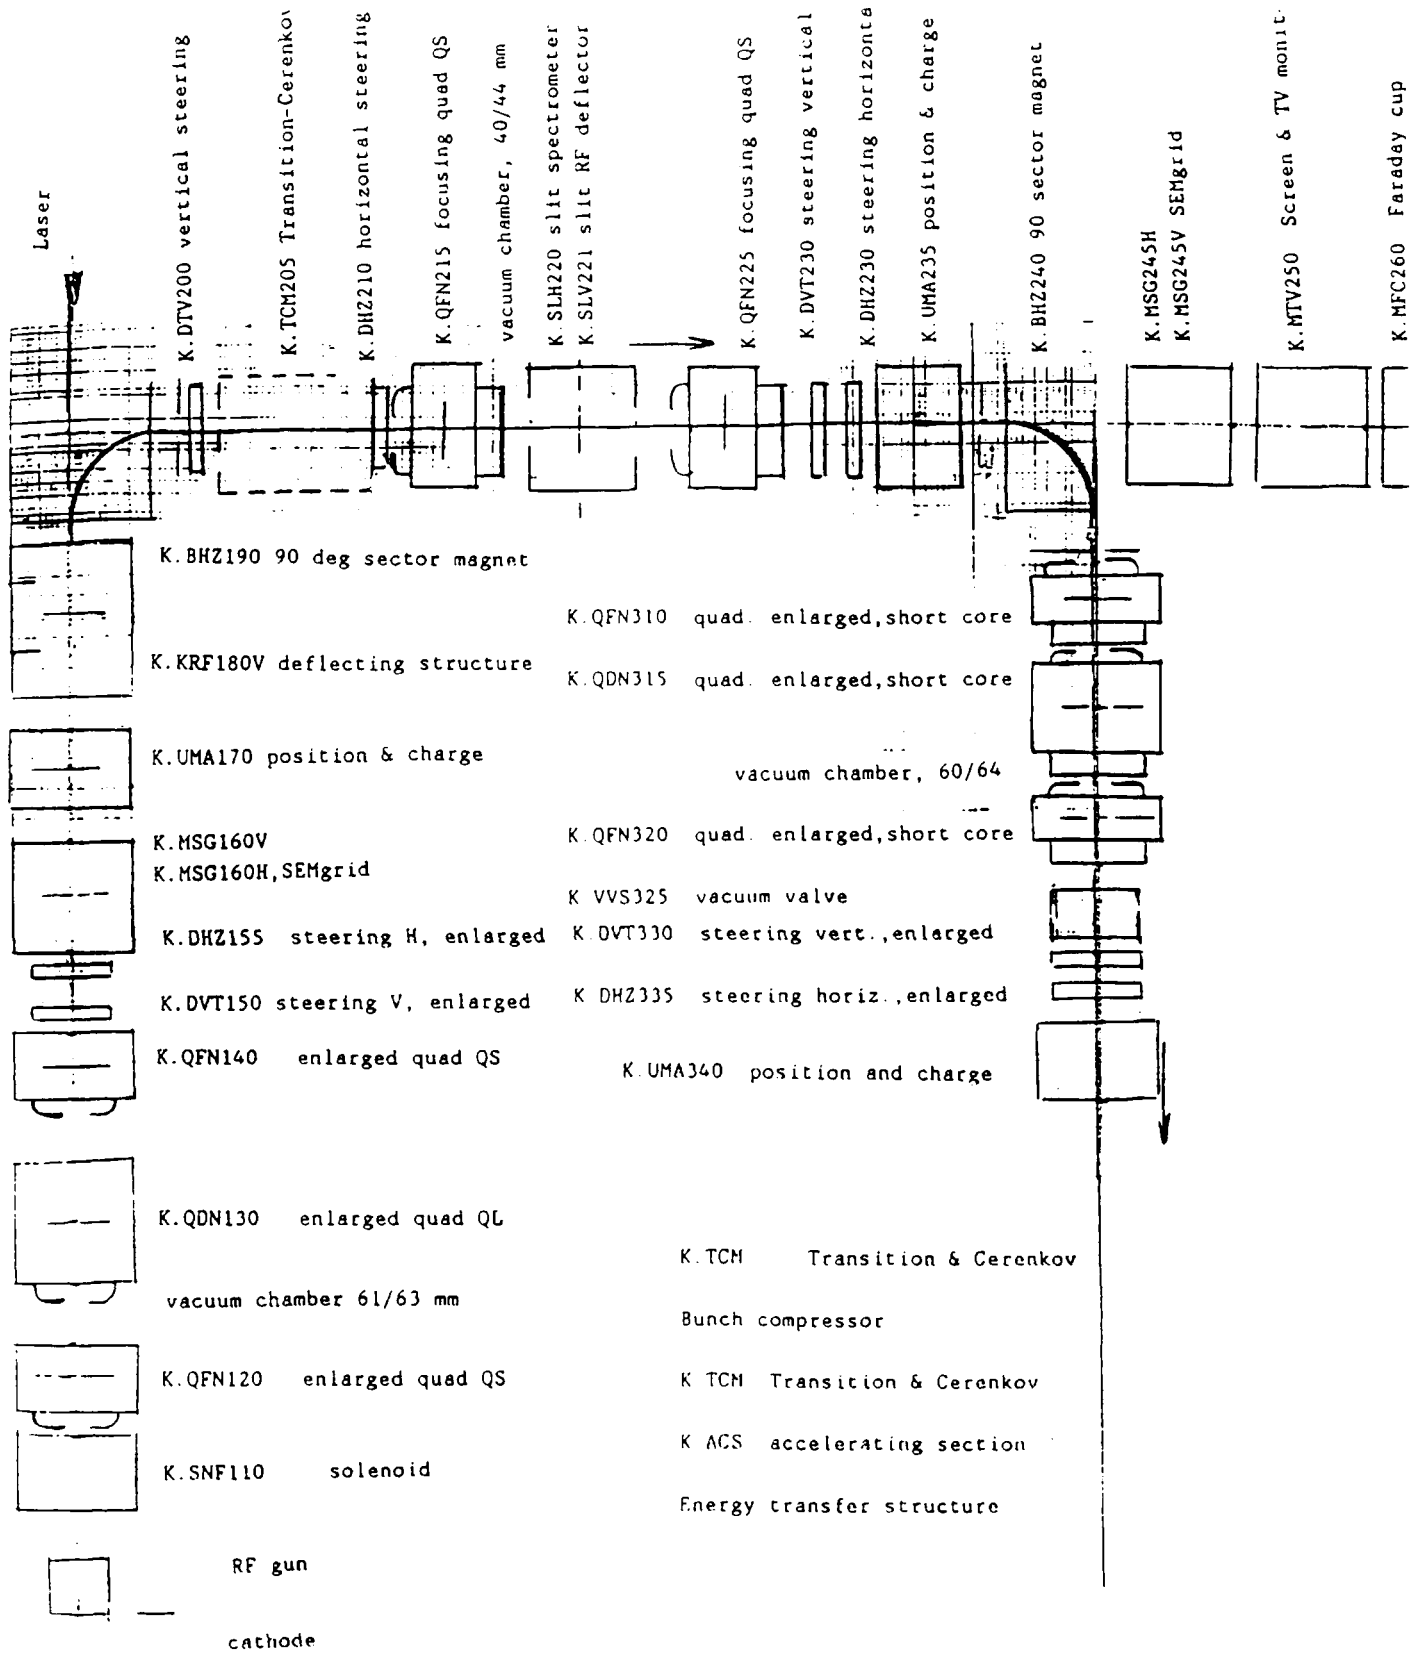 Laser
K.DTV200 vertical steering
K.TCM205 Transition-Cerenkov
K.DHZ210 horizontal steering
K.QFN215 focusing quad QS
vacuum chamber, 40/44 mm
K.SLH220 slit spectrometer
K.SLV221 slit RF deflector
K.QFN225 focusing quad QS
K.DVT230 steering vertical
K.DHZ230 steering horizonta
K.UMA235 position & charge
K.BHZ240 90 sector magnet
K.MSG245H
K.MSG245V SEMgrid
K.MTV250 Screen & TV monit
K.MFC260 Faraday cup
K.BHZ190 90 deg sector magnet
K.KRF180V deflecting structure
K.UMA170 position & charge
K.MSG160V
K.MSG160H,SEMgrid
K.DHZ155 steering H, enlarged
K.DVT150 steering V, enlarged
K.QFN140 enlarged quad QS
K.QDN130 enlarged quad QL
vacuum chamber 61/63 mm
K.QFN120 enlarged quad QS
K.SNF110 solenoid
RF gun
cathode
K.QFN310 quad. enlarged,short core
K.QDN315 quad. enlarged,short core
vacuum chamber, 60/64
K.QFN320 quad. enlarged,short core
K VVS325 vacuum valve
K.DVT330 steering vert.,enlarged
K DHZ335 steering horiz.,enlarged
K.UMA340 position and charge
K.TCM Transition & Cerenkov
Bunch compressor
K TCM Transition & Cerenkov
K ACS accelerating section
Energy transfer structure